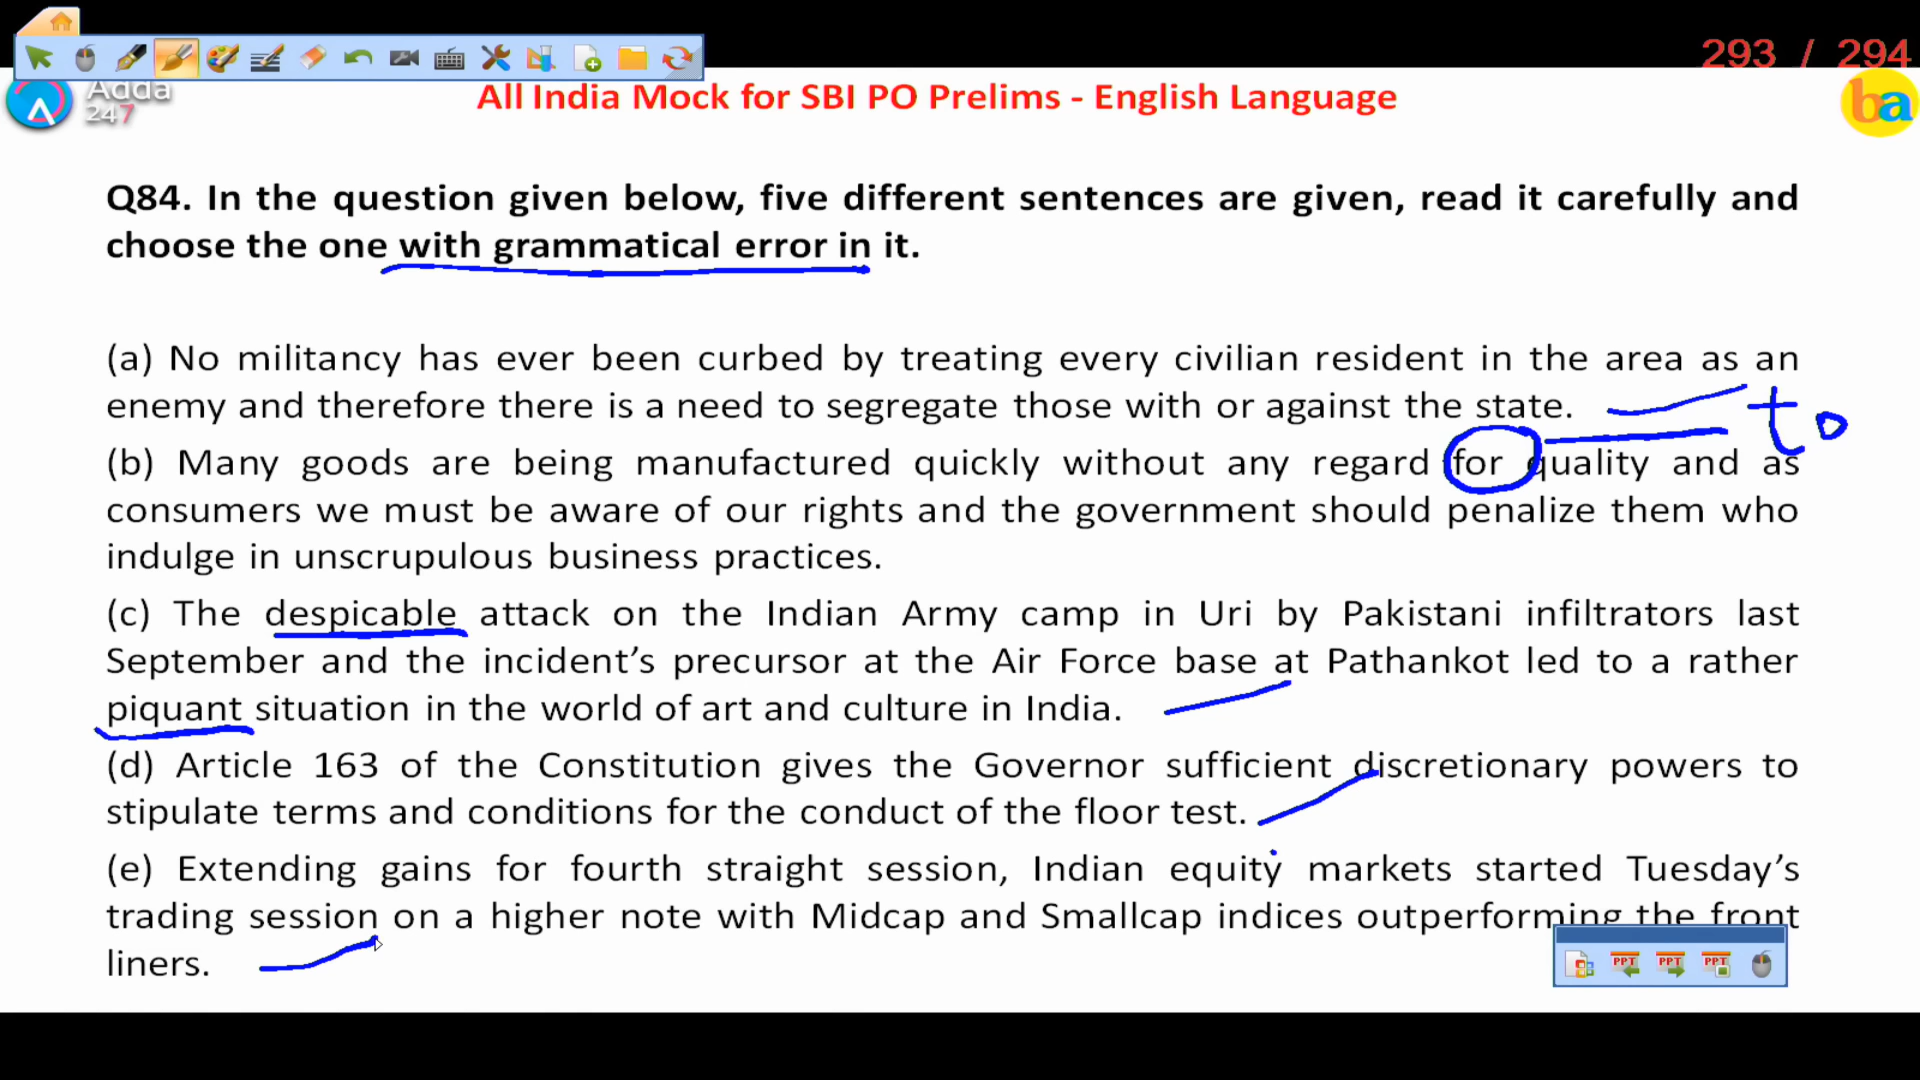 293 / 294
Adda
247
All India Mock for SBI PO Prelims - English Language
ba
Q84. In the question given below, five different sentences are given, read it carefully and
choose the one with grammatical error in it.
(a) No militancy has ever been curbed by treating every civilian resident in the area as an
enemy and therefore there is a need to segregate those with or against the state.
to
(b) Many goods are being manufactured quickly without any regard for quality and as
consumers we must be aware of our rights and the government should penalize them who
indulge in unscrupulous business practices.
(c) The despicable attack on the Indian Army camp in Uri by Pakistani infiltrators last
September and the incident’s precursor at the Air Force base at Pathankot led to a rather
piquant situation in the world of art and culture in India.
(d) Article 163 of the Constitution gives the Governor sufficient discretionary powers to
stipulate terms and conditions for the conduct of the floor test.
(e) Extending gains for fourth straight session, Indian equity markets started Tuesday’s
trading session on a higher note with Midcap and Smallcap indices outperforming the front
liners.
PPT PPT PPT